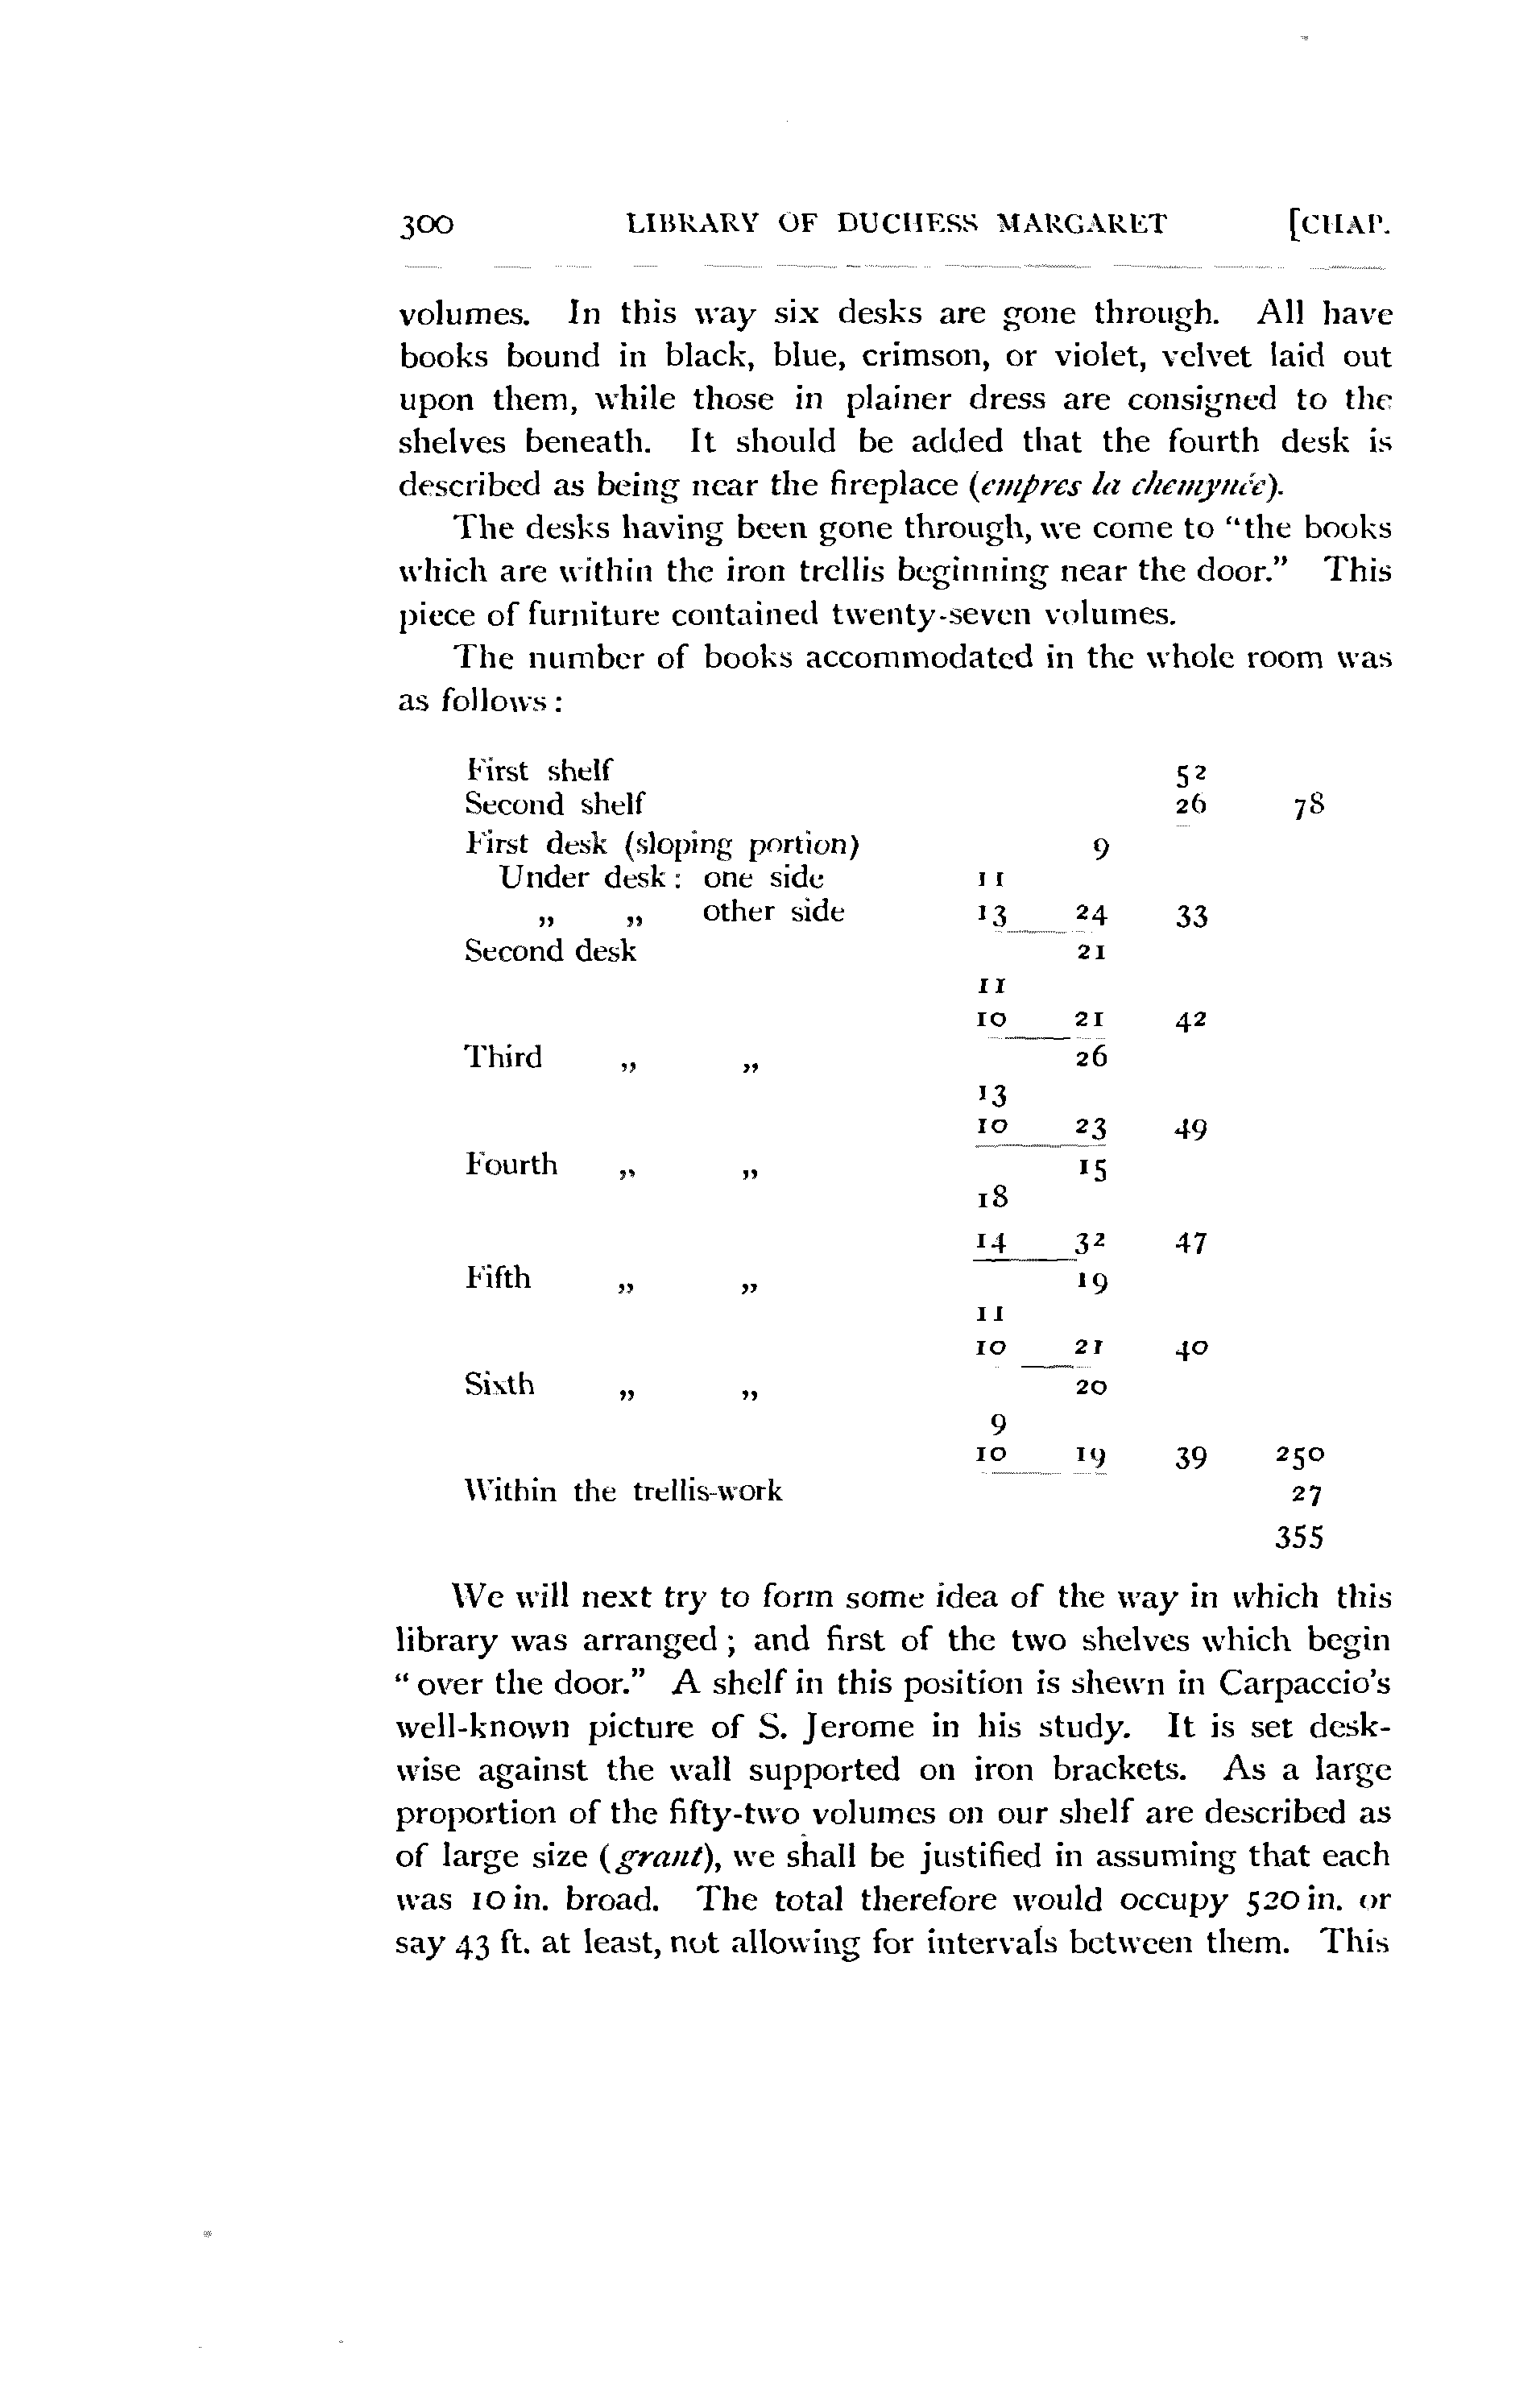 300 LIBRARY OF DUCHESS MARGARET [CHAP.
volumes. In this way six desks are gone through. All have
books bound in black, blue, crimson, or violet, velvet laid out
upon them, while those in plainer dress are consigned to the
shelves beneath. It should be added that the fourth desk is
described as being near the fireplace (empres la chemynée).
The desks having been gone through, we come to "the books
which are within the iron trellis beginning near the door." This
piece of furniture contained twenty-seven volumes.
The number of books accommodated in the whole room was
as follows:
First shelf 52
Second shelf 26 78
First desk (sloping portion) 9
Under desk: one side 11
„ „ other side 13 24 33
Second desk 21
11
10 21 42
Third „ „ 26
13
10 23 49
Fourth „ „ 15
18
14 32 47
Fifth „ „ 19
11
10 21 40
Sixth „ „ 20
9
10 19 39 250
Within the trellis-work 27
355
We will next try to form some idea of the way in which this
library was arranged; and first of the two shelves which begin
"over the door." A shelf in this position is shewn in Carpaccio's
well-known picture of S. Jerome in his study. It is set desk-
wise against the wall supported on iron brackets. As a large
proportion of the fifty-two volumes on our shelf are described as
of large size (grant), we shall be justified in assuming that each
was 10 in. broad. The total therefore would occupy 520 in. or
say 43 ft. at least, not allowing for intervals between them. This